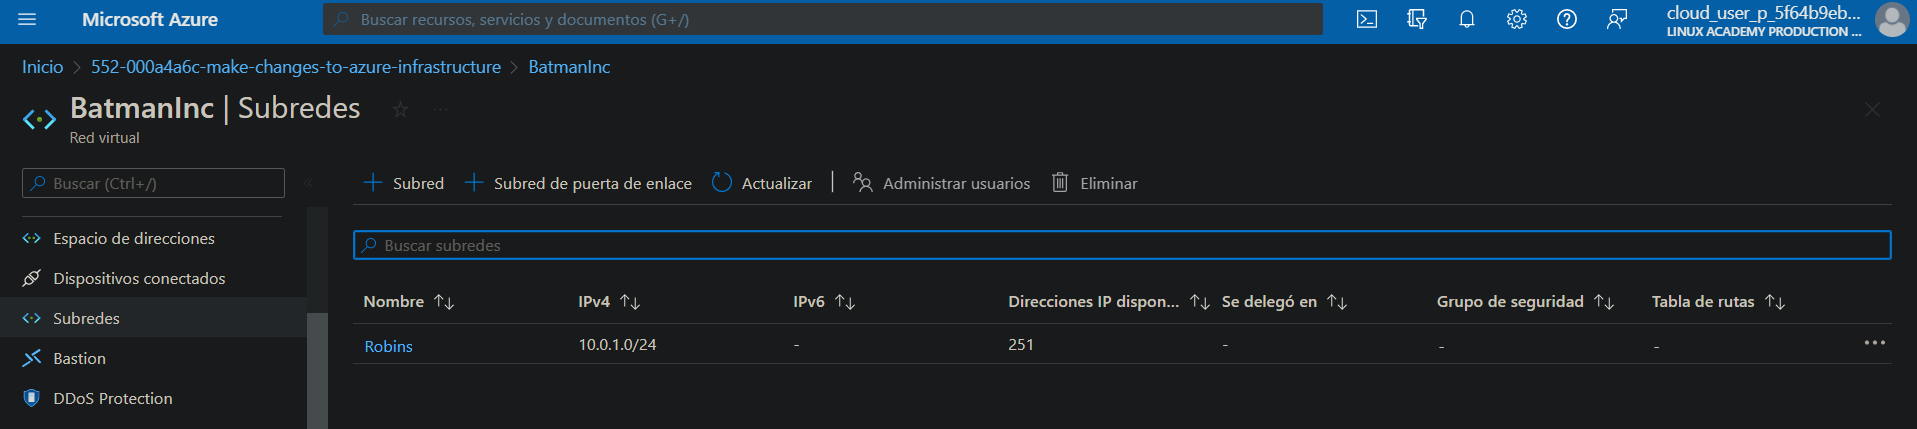 Microsoft Azure
Buscar recursos, servicios y documentos (G+/)
cloud_user_p_5f64b9eb...
LINUX ACADEMY PRODUCTION ...
Inicio > 552-000a4a6c-make-changes-to-azure-infrastructure > BatmanInc
BatmanInc | Subredes ...
Red virtual
Buscar (Ctrl+/) «
Subred
Subred de puerta de enlace
Actualizar
Administrar usuarios
Eliminar
Espacio de direcciones
Dispositivos conectados
Subredes
Bastion
DDoS Protection
Buscar subredes
Nombre IPv4 IPv6 Direcciones IP dispon... Se delegó en Grupo de seguridad Tabla de rutas
Robins 10.0.1.0/24 - 251 - - - ...